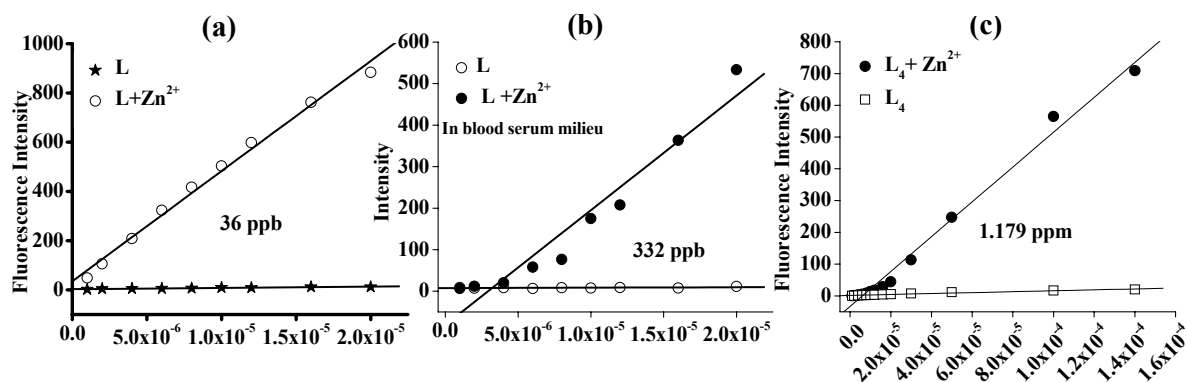 (a)
Fluorescence Intensity
1000
800
600
400
200
0
L
L+Zn²⁺
36 ppb
0.0 5.0x10⁻⁶ 1.0x10⁻⁵ 1.5x10⁻⁵ 2.0x10⁻⁵
(b)
Intensity
600
500
400
300
200
100
0
L
L +Zn²⁺
In blood serum milieu
332 ppb
0.0 5.0x10⁻⁶ 1.0x10⁻⁵ 1.5x10⁻⁵ 2.0x10⁻⁵
(c)
Fluorescence Intensity
800
700
600
500
400
300
200
100
0
L₄+ Zn²⁺
L₄
1.179 ppm
0.0 2.0x10⁻⁵ 4.0x10⁻⁵ 6.0x10⁻⁵ 8.0x10⁻⁵ 1.0x10⁻⁴ 1.2x10⁻⁴ 1.4x10⁻⁴ 1.6x10⁻⁴